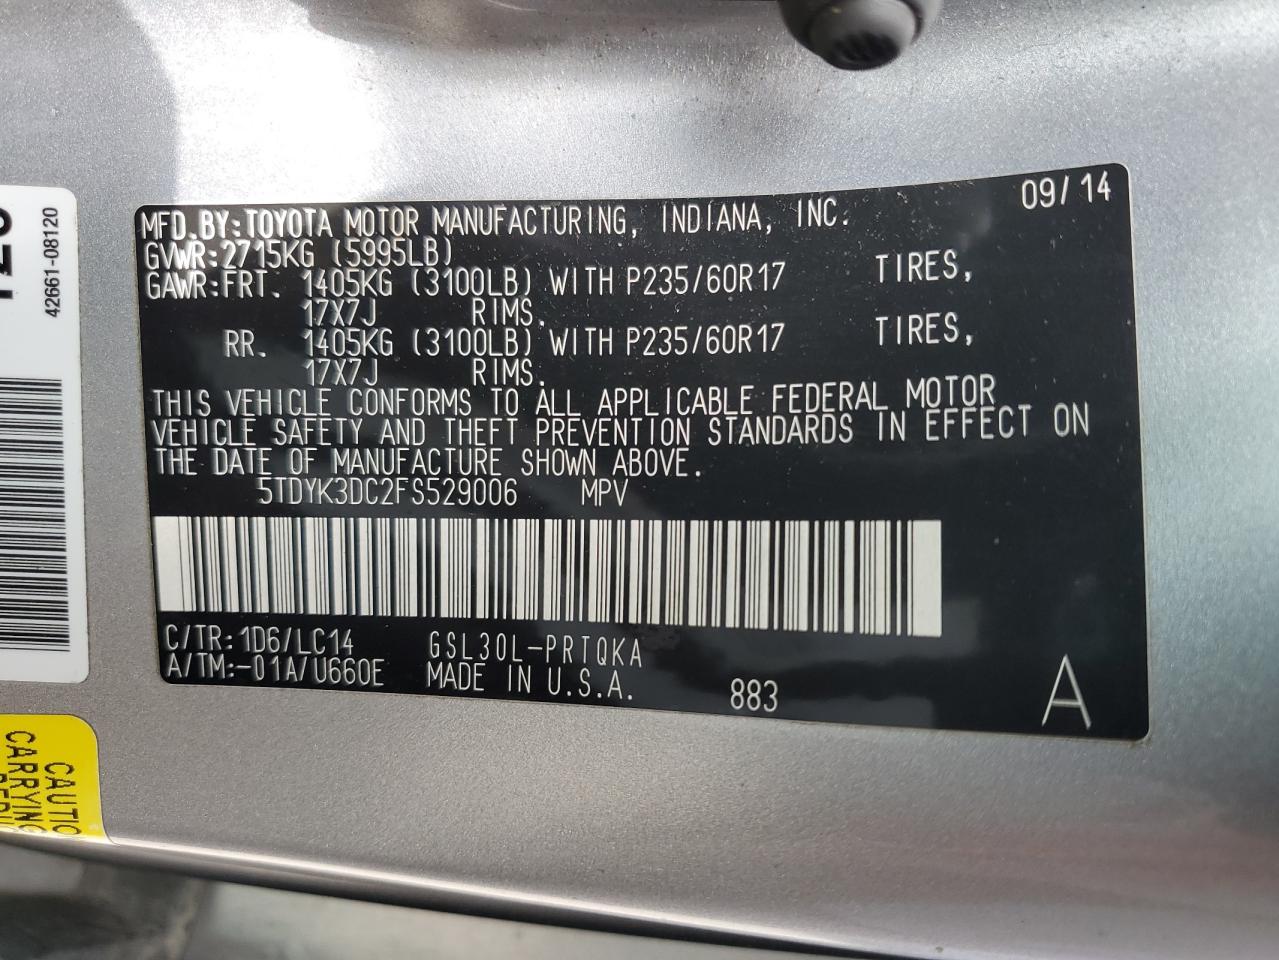 09/14
MFD.BY:TOYOTA MOTOR MANUFACTURING, INDIANA, INC.
GVWR:2715KG (5995LB)
GAWR:FRT. 1405KG (3100LB) WITH P235/60R17 TIRES,
17X7J RIMS.
RR. 1405KG (3100LB) WITH P235/60R17 TIRES,
17X7J RIMS.
THIS VEHICLE CONFORMS TO ALL APPLICABLE FEDERAL MOTOR
VEHICLE SAFETY AND THEFT PREVENTION STANDARDS IN EFFECT ON
THE DATE OF MANUFACTURE SHOWN ABOVE.
5TDYK3DC2FS529006 MPV
C/TR:1D6/LC14 GSL30L-PRTQKA
A/TM:-01A/U660E MADE IN U.S.A.
883
A
42661-08120
CAUTIO
CARRYING